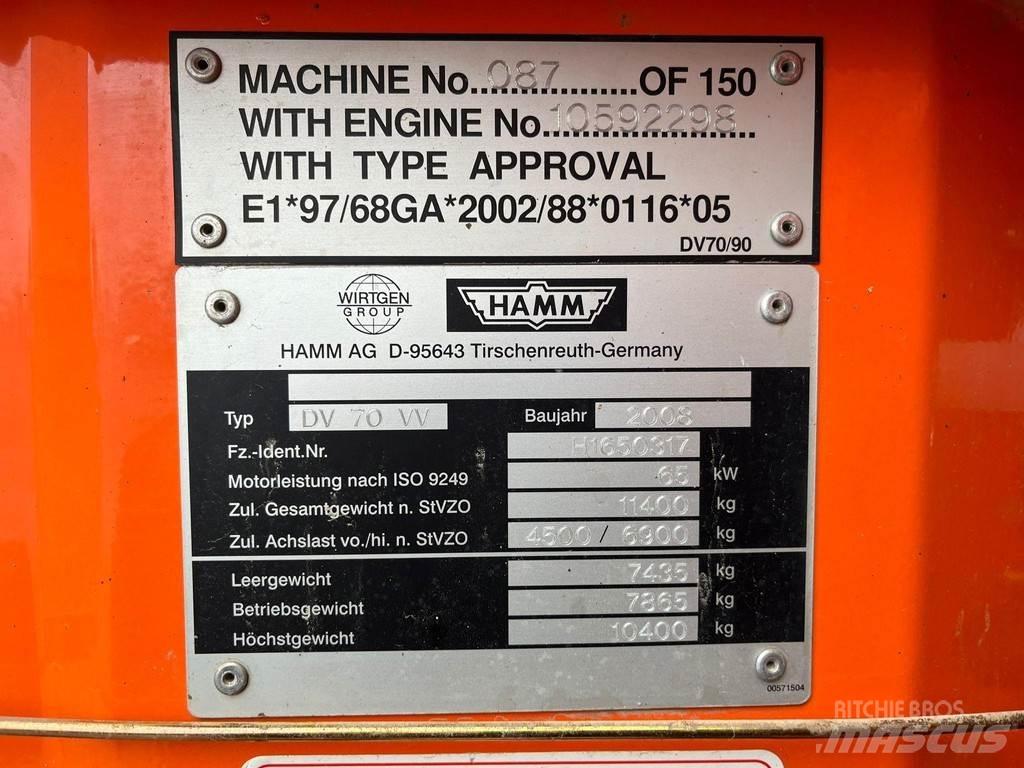 MACHINE No..087..................OF 150
WITH ENGINE No..10592298......
WITH TYPE APPROVAL
E1*97/68GA*2002/88*0116*05
DV70/90
WIRTGEN GROUP
HAMM
HAMM AG D-95643 Tirschenreuth-Germany
Typ DV 70 VV Baujahr 2008
Fz.-Ident.Nr. H1650317
Motorleistung nach ISO 9249 65 kW
Zul. Gesamtgewicht n. StVZO 11400 kg
Zul. Achslast vo./hi. n. StVZO 4500 / 6900 kg
Leergewicht 7435 kg
Betriebsgewicht 7865 kg
Höchstgewicht 10400 kg
00571504
RITCHIE BROS
MASCUS